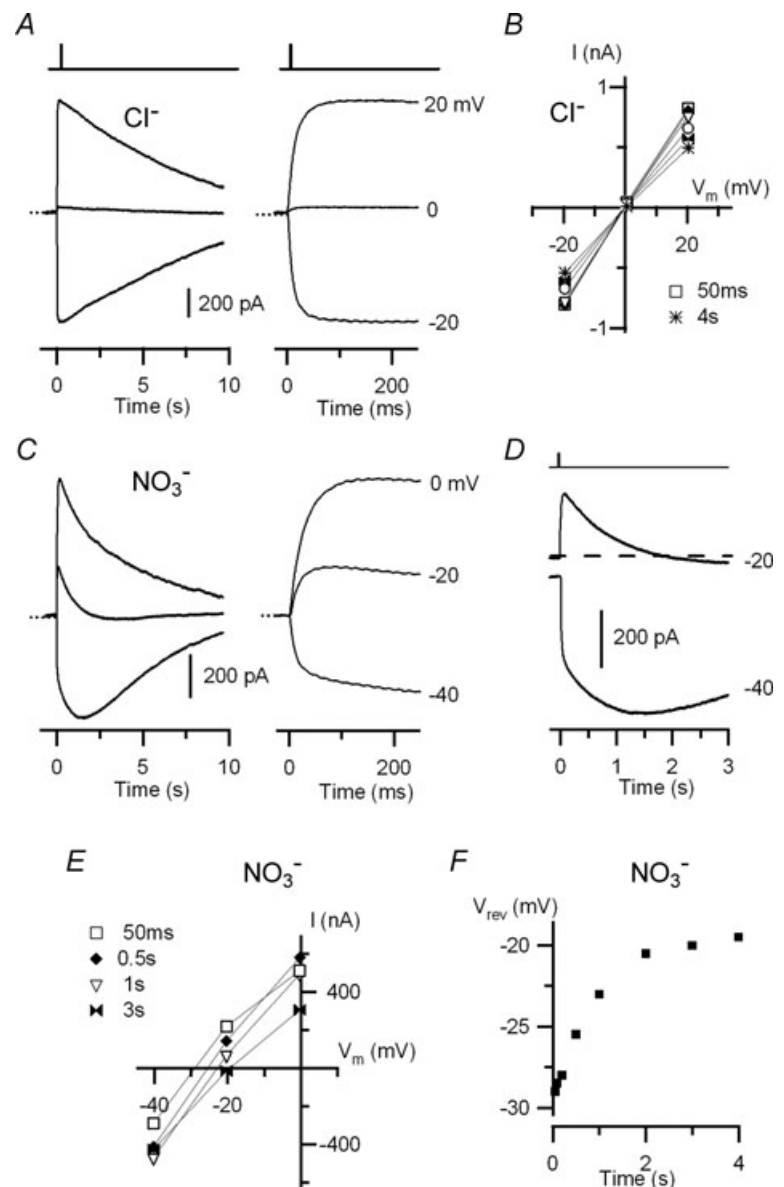 A
Cl⁻
20 mV
0
-20
200 pA
0 5 10
Time (s)
0 200
Time (ms)
B
I (nA)
1
Cl⁻
Vm (mV)
-20 20
50ms
4s
-1
C
NO3⁻
0 mV
-20
-40
200 pA
0 5 10
Time (s)
0 200
Time (ms)
D
-20
200 pA
-40
0 1 2 3
Time (s)
E
NO3⁻
I (nA)
50ms
0.5s
1s
3s
400
Vm (mV)
-40 -20
-400
F
NO3⁻
Vrev (mV)
-20
-25
-30
0 2 4
Time (s)